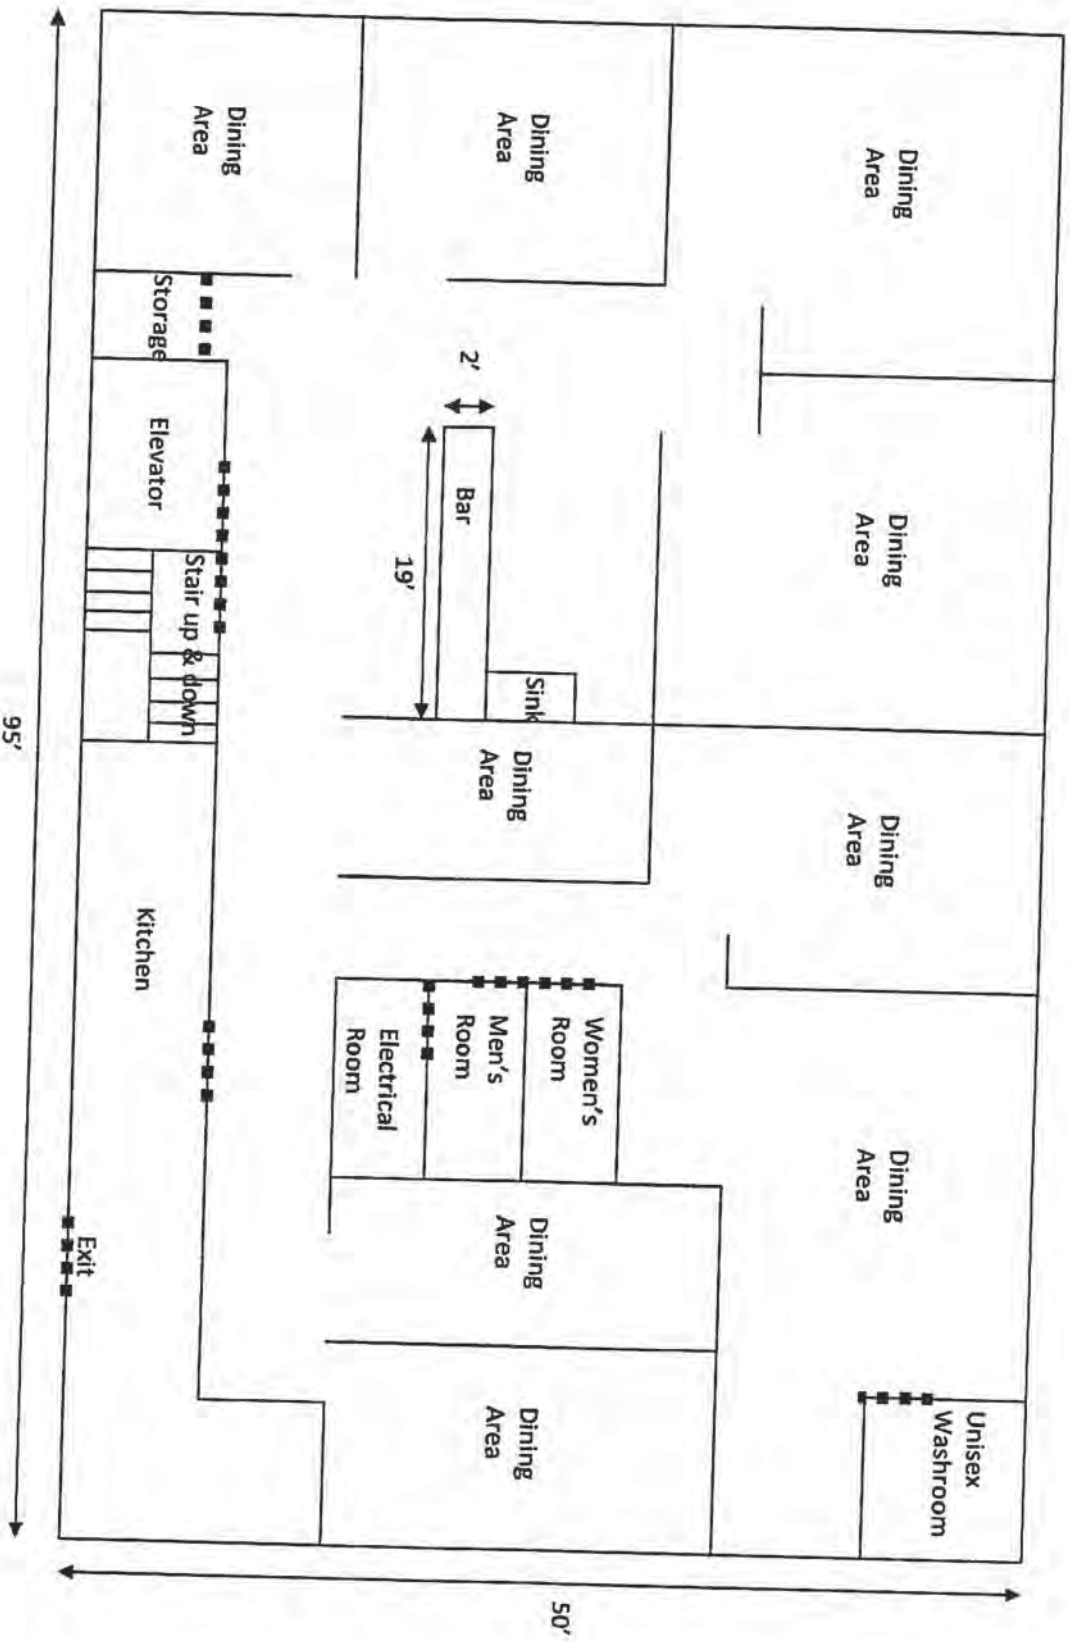 Dining
Area
Dining
Area
Dining
Area
Dining
Area
Dining
Area
Dining
Area
Unisex
Washroom
2'
Bar
19'
Sink
Dining
Area
Women's
Room
Men's
Room
Electrical
Room
Dining
Area
Dining
Area
Storage
Elevator
Stair up & down
Kitchen
Exit
95'
50'